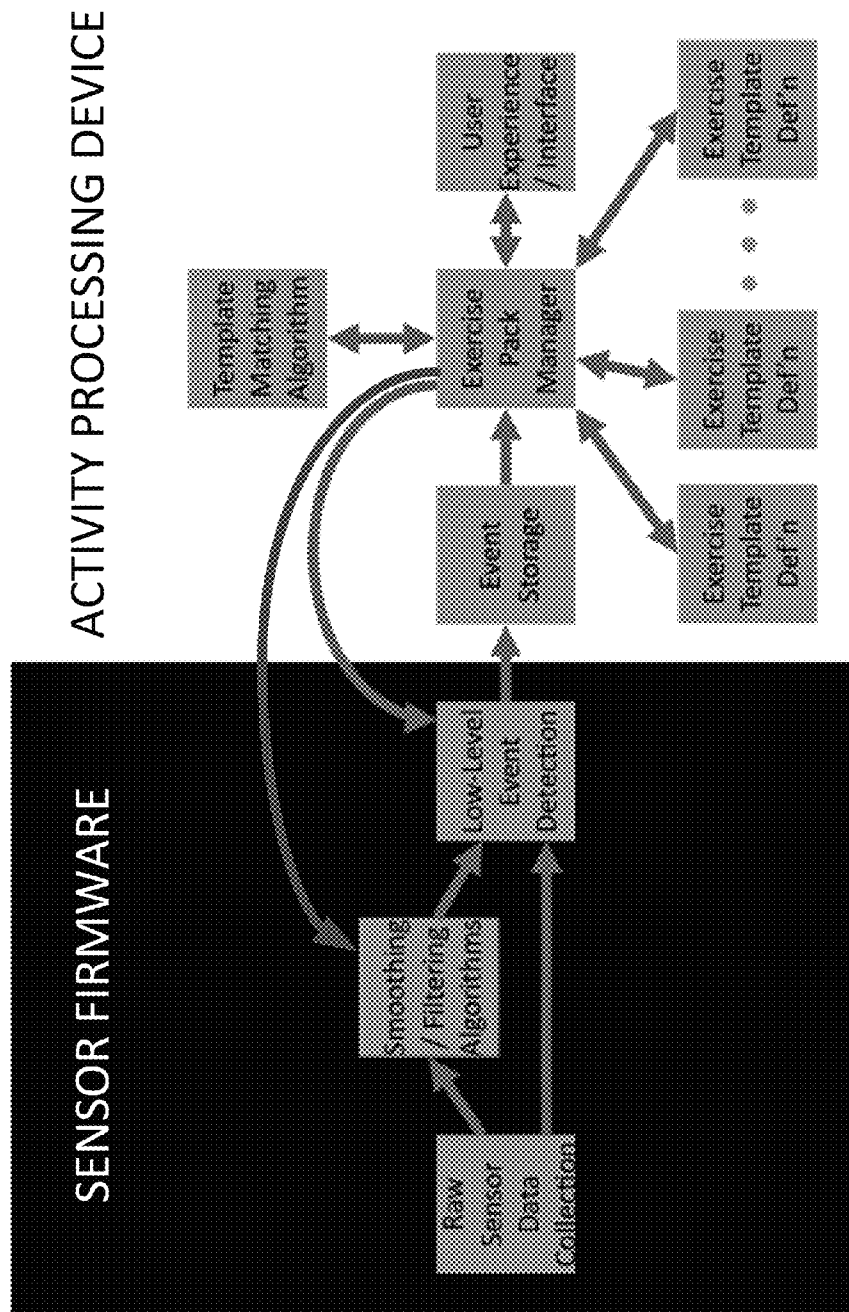 SENSOR FIRMWARE
ACTIVITY PROCESSING DEVICE
Raw
Sensor
Data
Collection
Smoothing
/ Filtering
Algorithms
Low-Level
Event
Detection
Event
Storage
Template
Matching
Algorithm
Exercise
Pack
Manager
User
Experience
/ Interface
Exercise
Template
Def'n
Exercise
Template
Def'n
Exercise
Template
Def'n